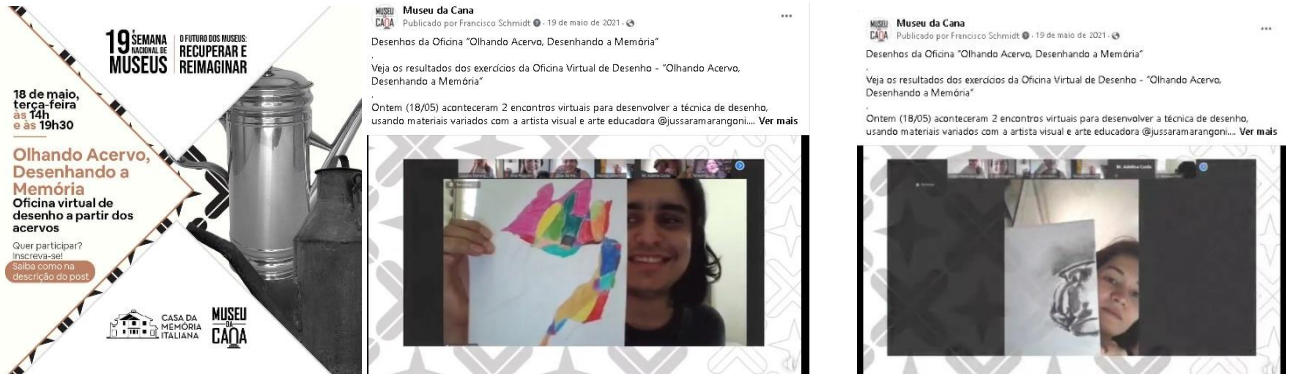 19ª SEMANA
NACIONAL DE
MUSEUS
O FUTURO DOS MUSEUS:
RECUPERAR E
REIMAGINAR
18 de maio,
terça-feira
às 14h
e às 19h30
Olhando Acervo,
Desenhando a
Memória
Oficina virtual de
desenho a partir dos
acervos
Quer participar?
Inscreva-se!
Saiba como na
descrição do post
CASA DA
MEMÓRIA
ITALIANA
MUSEU
DA
CANA
MUSEU
DA
CANA
Museu da Cana
Publicado por Francisco Schmidt · 19 de maio de 2021 ·
Desenhos da Oficina "Olhando Acervo, Desenhando a Memória"
.
Veja os resultados dos exercícios da Oficina Virtual de Desenho - "Olhando Acervo,
Desenhando a Memória"
.
Ontem (18/05) aconteceram 2 encontros virtuais para desenvolver a técnica de desenho,
usando materiais variados com a artista visual e arte educadora @jussaramarangoni.... Ver mais
MUSEU
DA
CANA
Museu da Cana
Publicado por Francisco Schmidt · 19 de maio de 2021 ·
Desenhos da Oficina "Olhando Acervo, Desenhando a Memória"
.
Veja os resultados dos exercícios da Oficina Virtual de Desenho - "Olhando Acervo,
Desenhando a Memória"
.
Ontem (18/05) aconteceram 2 encontros virtuais para desenvolver a técnica de desenho,
usando materiais variados com a artista visual e arte educadora @jussaramarangoni.... Ver mais